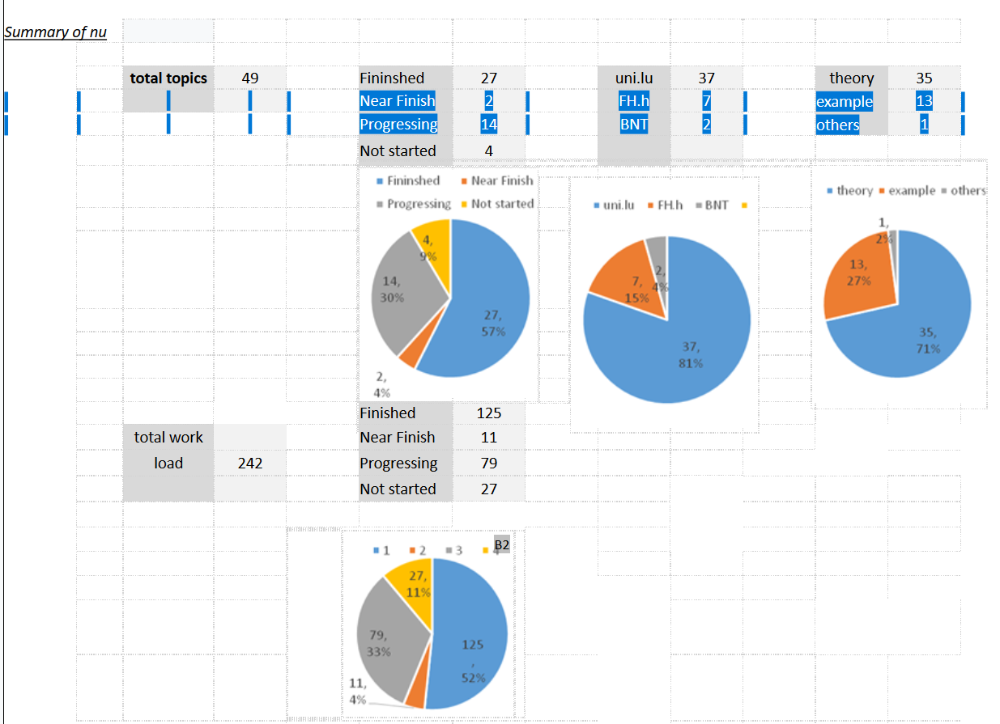 Summary of nu
total topics 49 Fininshed 27 uni.lu 37 theory 35
Near Finish 2 FH.h 7 example 13
Progressing 14 BNT 2 others 1
Not started 4
Fininshed Near Finish
Progressing Not started
4,
9%
14,
30%
27,
57%
2,
4%
uni.lu FH.h BNT
2,
4%
7,
15%
37,
81%
theory example others
1,
2%
13,
27%
35,
71%
Finished 125
total work Near Finish 11
load 242 Progressing 79
Not started 27
B2
1 2 3 4
27,
11%
79,
33%
125
,
52%
11,
4%